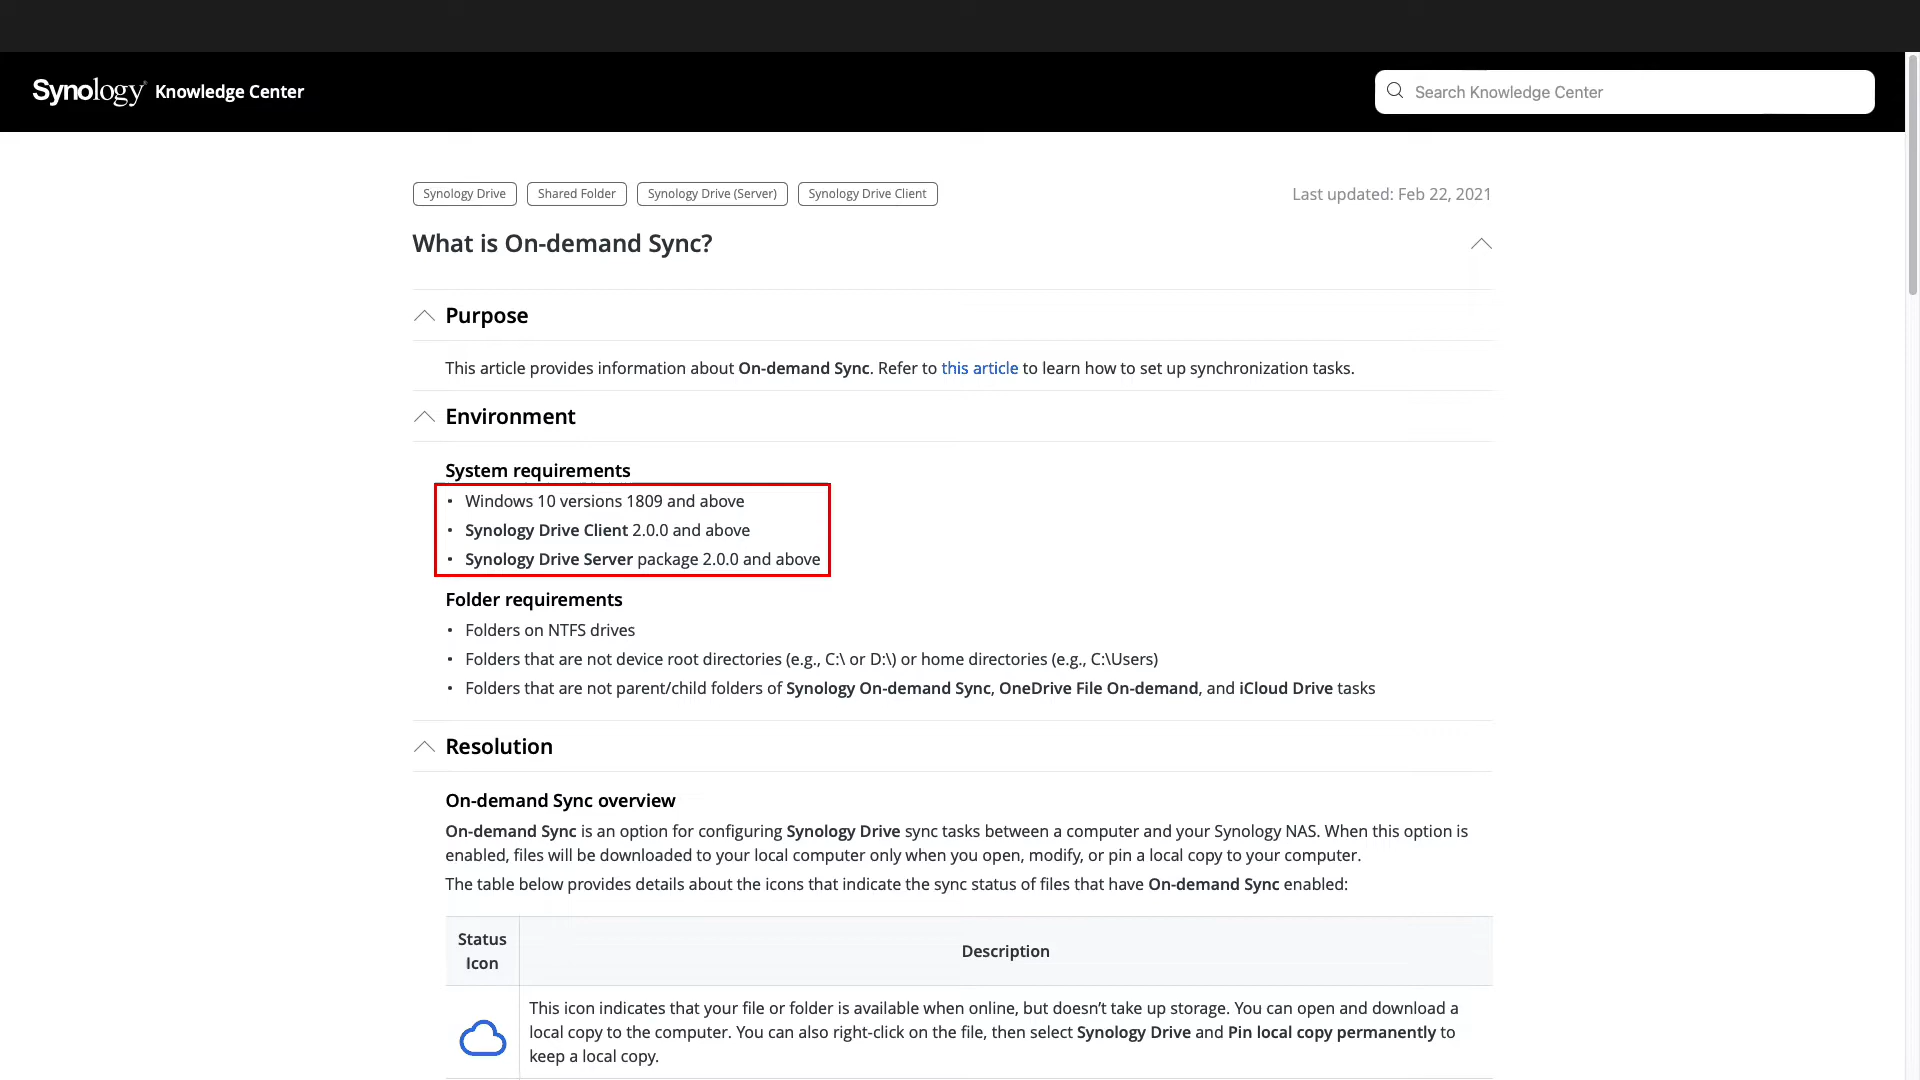 Synology Knowledge Center
Search Knowledge Center
Synology Drive
Shared Folder
Synology Drive (Server)
Synology Drive Client
Last updated: Feb 22, 2021
What is On-demand Sync?
Purpose
This article provides information about On-demand Sync. Refer to this article to learn how to set up synchronization tasks.
Environment
System requirements
• Windows 10 versions 1809 and above
• Synology Drive Client 2.0.0 and above
• Synology Drive Server package 2.0.0 and above
Folder requirements
• Folders on NTFS drives
• Folders that are not device root directories (e.g., C:\ or D:\) or home directories (e.g., C:\Users)
• Folders that are not parent/child folders of Synology On-demand Sync, OneDrive File On-demand, and iCloud Drive tasks
Resolution
On-demand Sync overview
On-demand Sync is an option for configuring Synology Drive sync tasks between a computer and your Synology NAS. When this option is
enabled, files will be downloaded to your local computer only when you open, modify, or pin a local copy to your computer.
The table below provides details about the icons that indicate the sync status of files that have On-demand Sync enabled:
Status
Icon
Description
This icon indicates that your file or folder is available when online, but doesn’t take up storage. You can open and download a
local copy to the computer. You can also right-click on the file, then select Synology Drive and Pin local copy permanently to
keep a local copy.